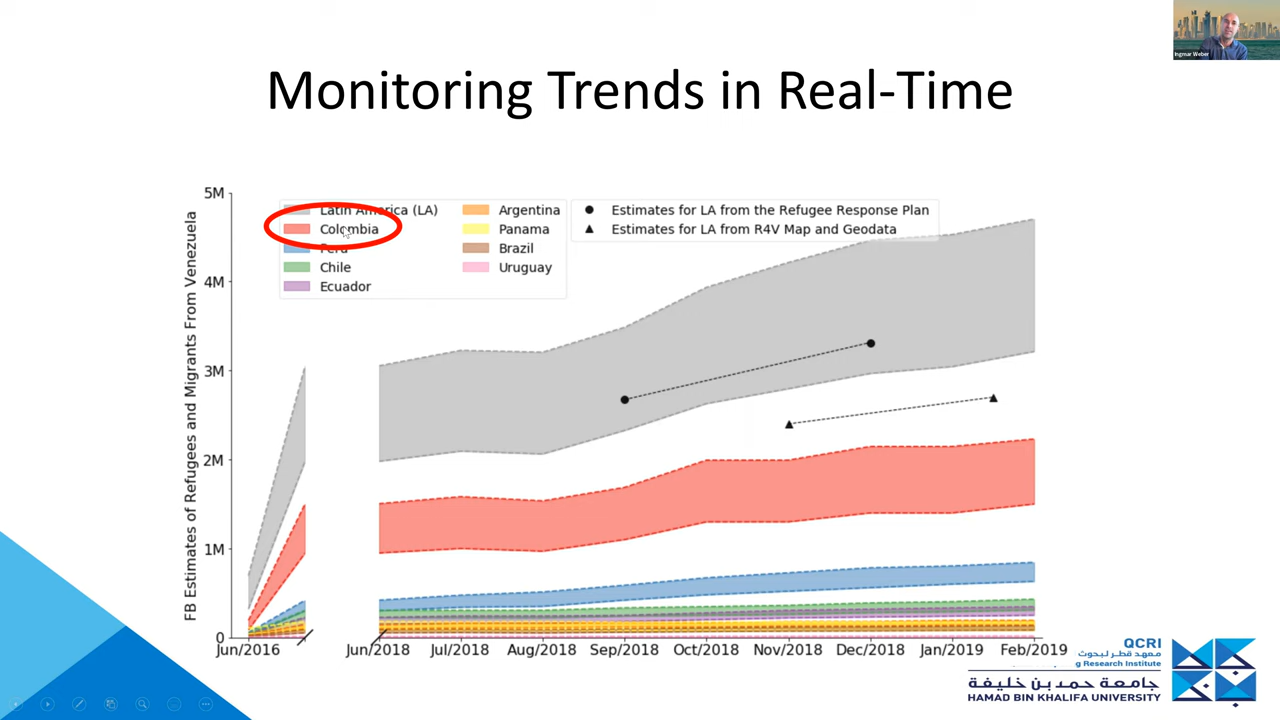 Ingmar Weber
Monitoring Trends in Real-Time
FB Estimates of Refugees and Migrants From Venezuela
5M
4M
3M
2M
1M
0
Latin America (LA)
Colombia
Peru
Chile
Ecuador
Argentina
Panama
Brazil
Uruguay
Estimates for LA from the Refugee Response Plan
Estimates for LA from R4V Map and Geodata
Jun/2016
Jun/2018
Jul/2018
Aug/2018
Sep/2018
Oct/2018
Nov/2018
Dec/2018
Jan/2019
Feb/2019
QCRI
معهد قطر لبحوث
g Research Institute
جامعة حمد بن خليفة
HAMAD BIN KHALIFA UNIVERSITY